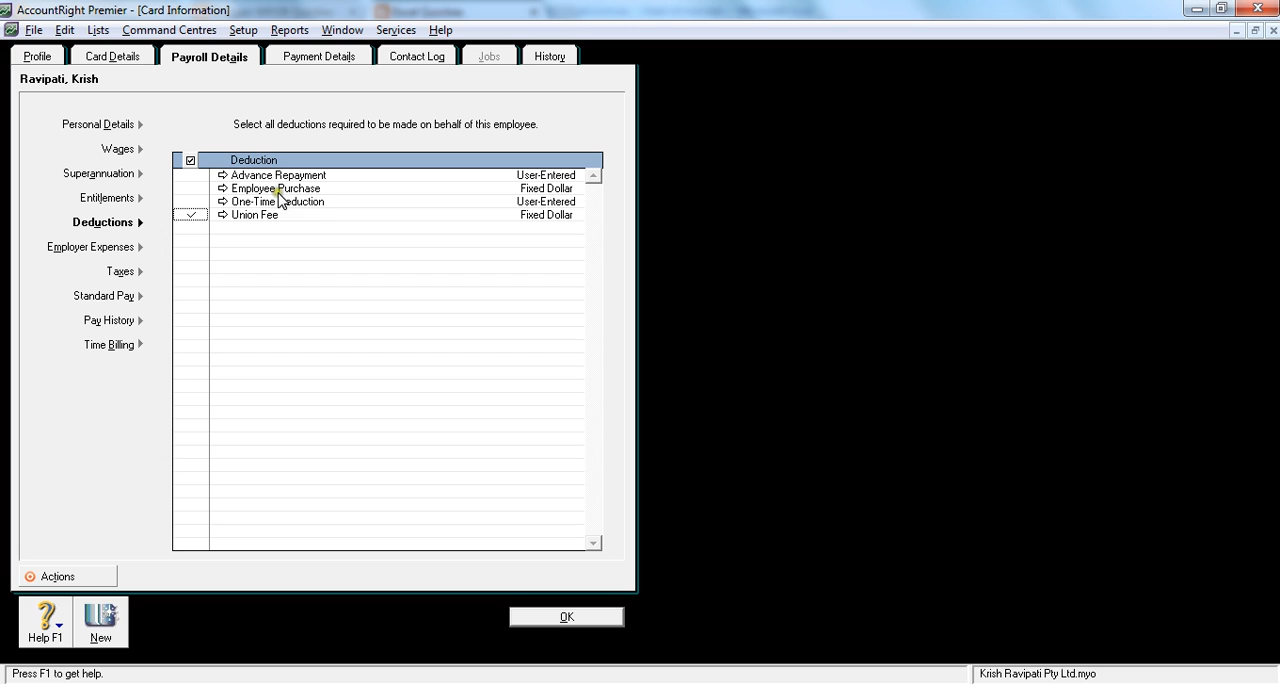 AccountRight Premier - [Card Information]
File Edit Lists Command Centres Setup Reports Window Services Help
Profile Card Details Payroll Details Payment Details Contact Log Jobs History
Ravipati, Krish
Personal Details
Wages
Superannuation
Entitlements
Deductions
Employer Expenses
Taxes
Standard Pay
Pay History
Time Billing
Select all deductions required to be made on behalf of this employee.
Deduction
Advance Repayment User-Entered
Employee Purchase Fixed Dollar
One-Time Deduction User-Entered
Union Fee Fixed Dollar
Actions
Help F1 New
OK
Press F1 to get help. Krish Ravipati Pty Ltd.myo